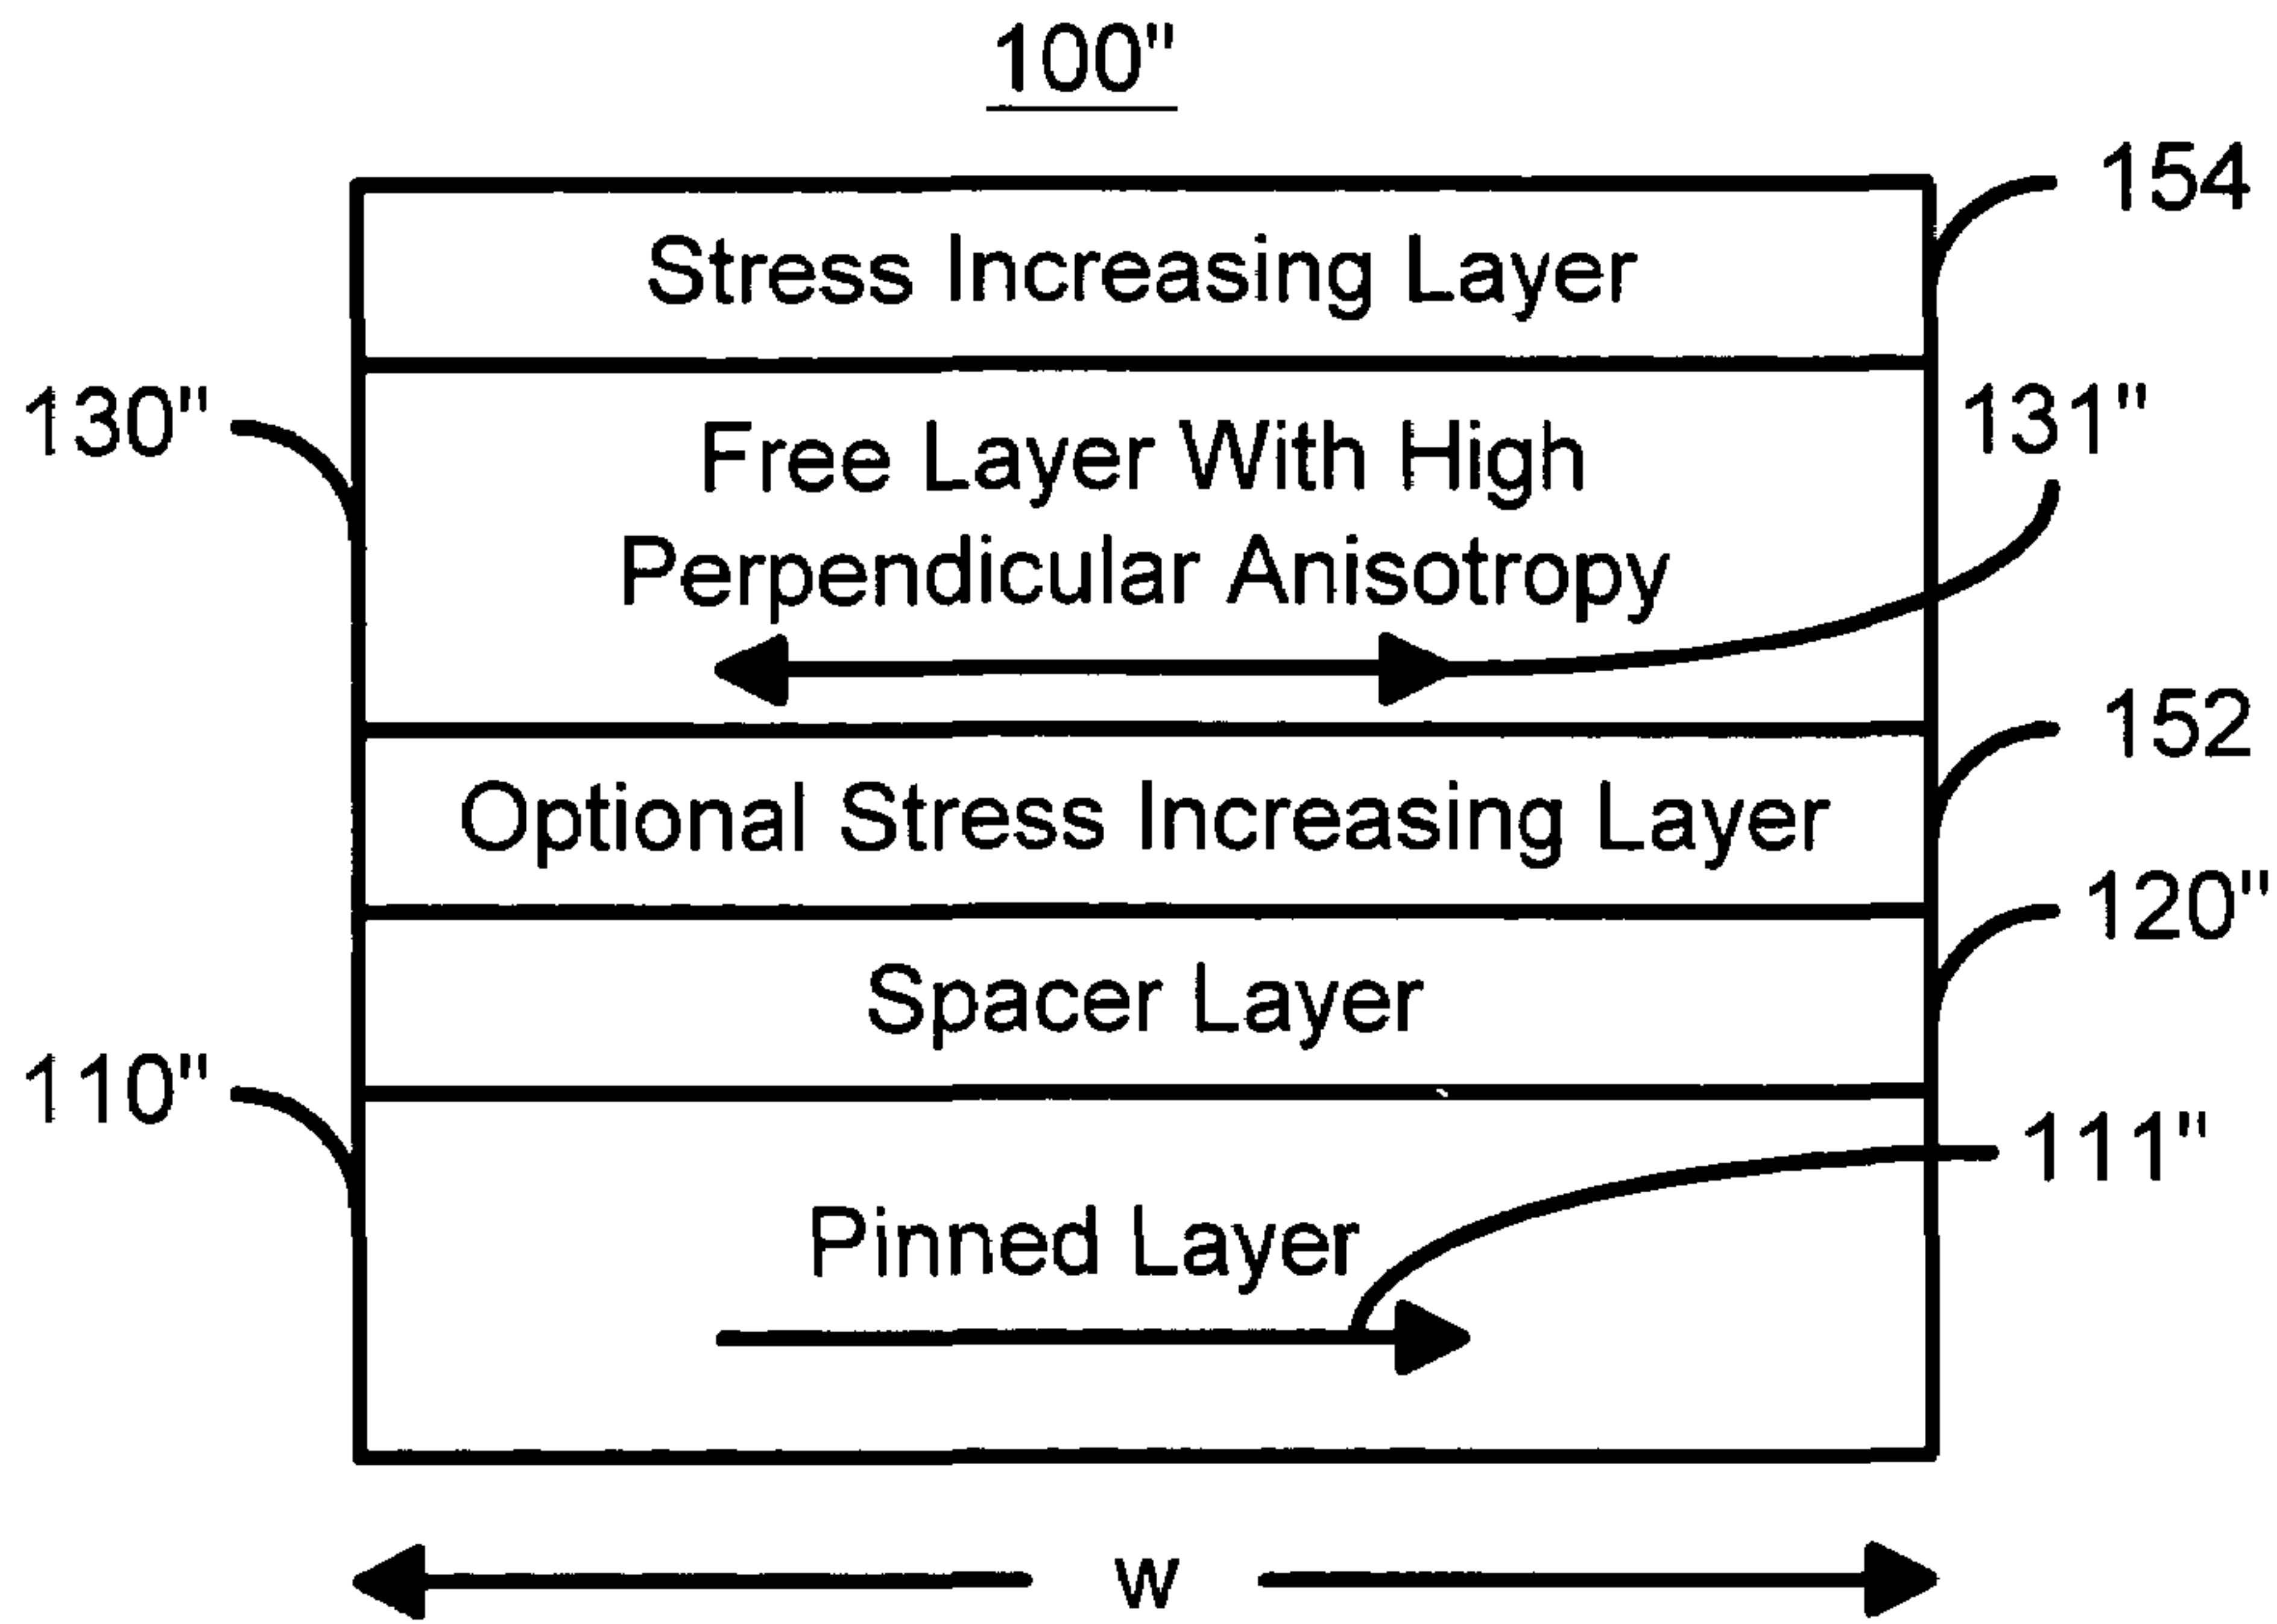 100"
154
Stress Increasing Layer
130"
131"
Free Layer With High
Perpendicular Anisotropy
152
Optional Stress Increasing Layer
120"
Spacer Layer
110"
111"
Pinned Layer
w